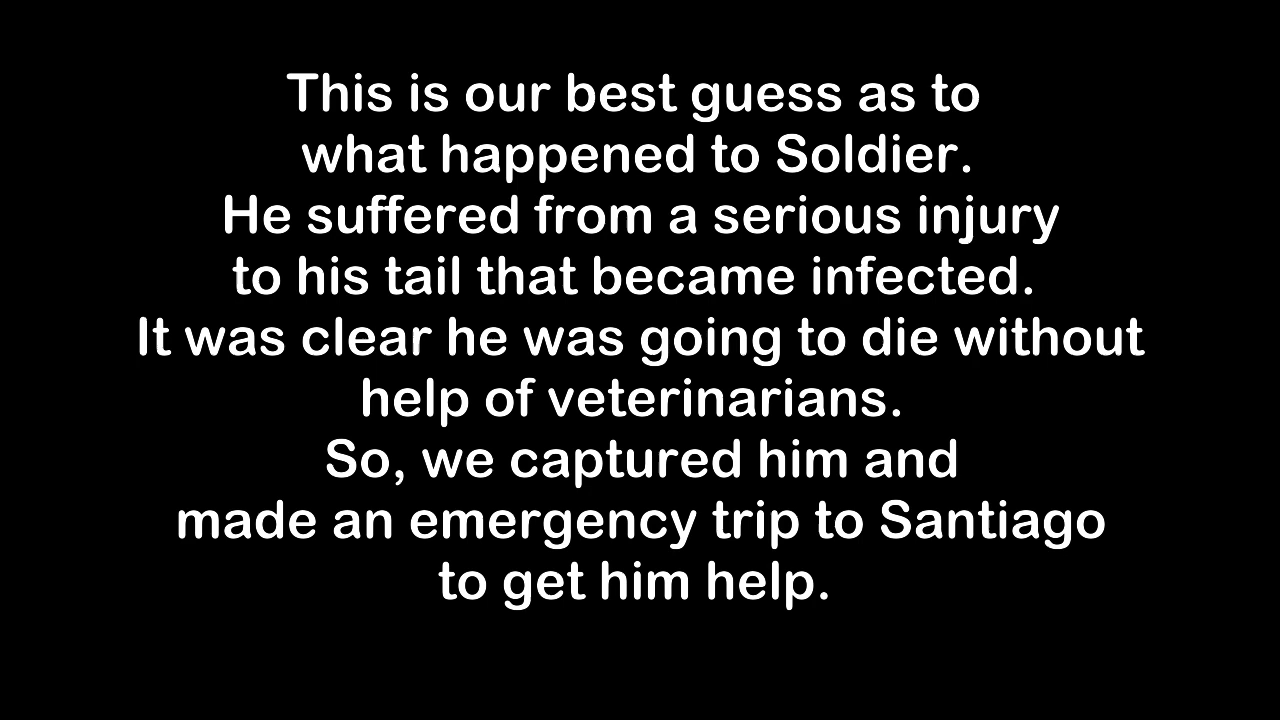 This is our best guess as to
what happened to Soldier.
He suffered from a serious injury
to his tail that became infected.
It was clear he was going to die without
help of veterinarians.
So, we captured him and
made an emergency trip to Santiago
to get him help.